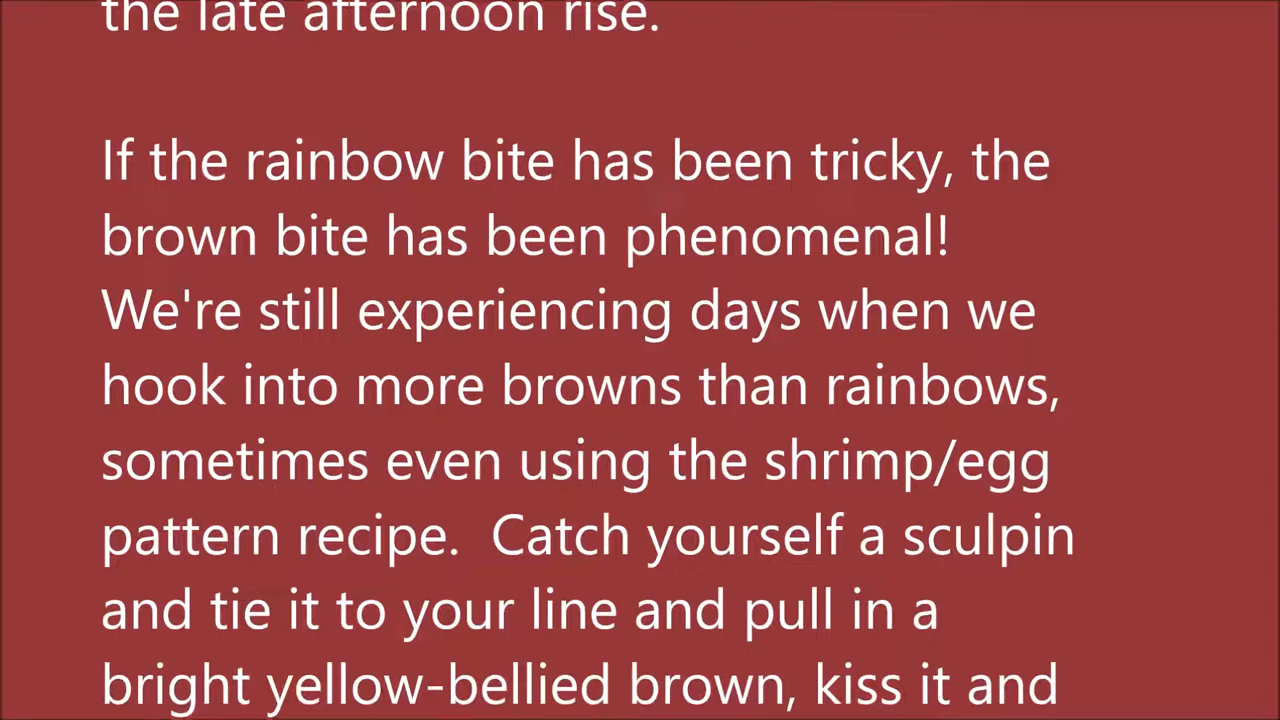 the late afternoon rise.
If the rainbow bite has been tricky, the
brown bite has been phenomenal!
We're still experiencing days when we
hook into more browns than rainbows,
sometimes even using the shrimp/egg
pattern recipe.  Catch yourself a sculpin
and tie it to your line and pull in a
bright yellow-bellied brown, kiss it and